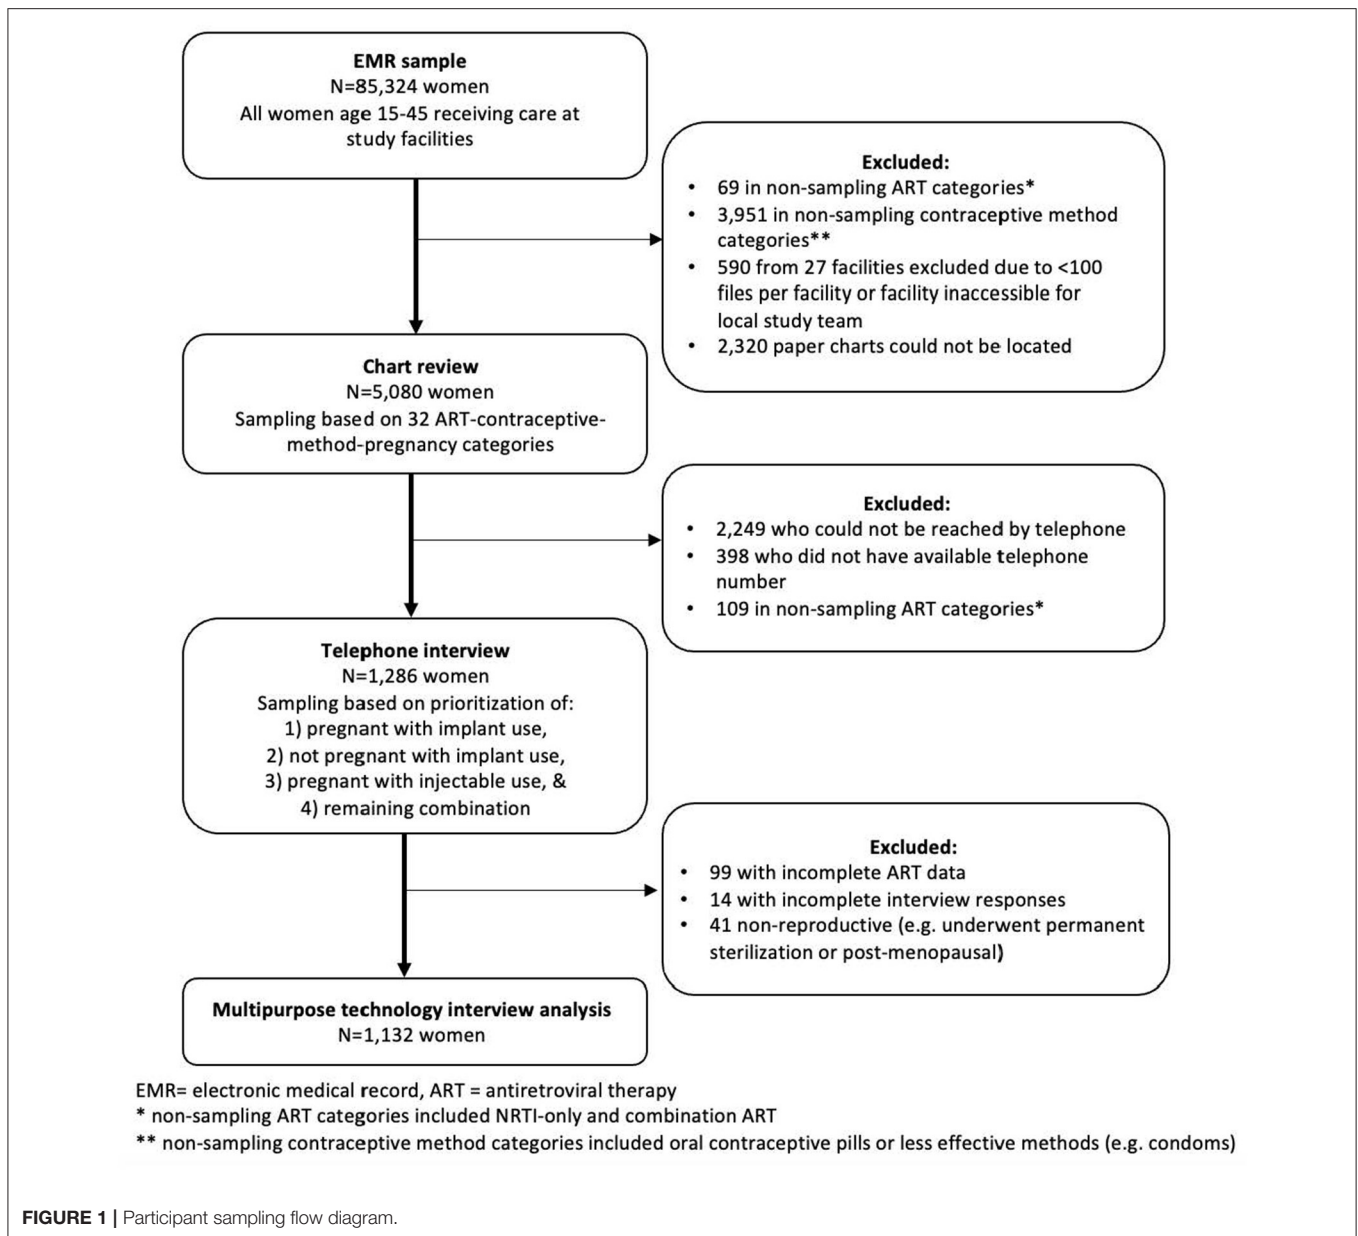 EMR sample
N=85,324 women
All women age 15-45 receiving care at
study facilities
Excluded:
• 69 in non-sampling ART categories*
• 3,951 in non-sampling contraceptive method
categories**
• 590 from 27 facilities excluded due to <100
files per facility or facility inaccessible for
local study team
• 2,320 paper charts could not be located
Chart review
N=5,080 women
Sampling based on 32 ART-contraceptive-
method-pregnancy categories
Excluded:
• 2,249 who could not be reached by telephone
• 398 who did not have available telephone
number
• 109 in non-sampling ART categories*
Telephone interview
N=1,286 women
Sampling based on prioritization of:
1) pregnant with implant use,
2) not pregnant with implant use,
3) pregnant with injectable use, &
4) remaining combination
Excluded:
• 99 with incomplete ART data
• 14 with incomplete interview responses
• 41 non-reproductive (e.g. underwent permanent
sterilization or post-menopausal)
Multipurpose technology interview analysis
N=1,132 women
EMR= electronic medical record, ART = antiretroviral therapy
* non-sampling ART categories included NRTI-only and combination ART
** non-sampling contraceptive method categories included oral contraceptive pills or less effective methods (e.g. condoms)
FIGURE 1 | Participant sampling flow diagram.